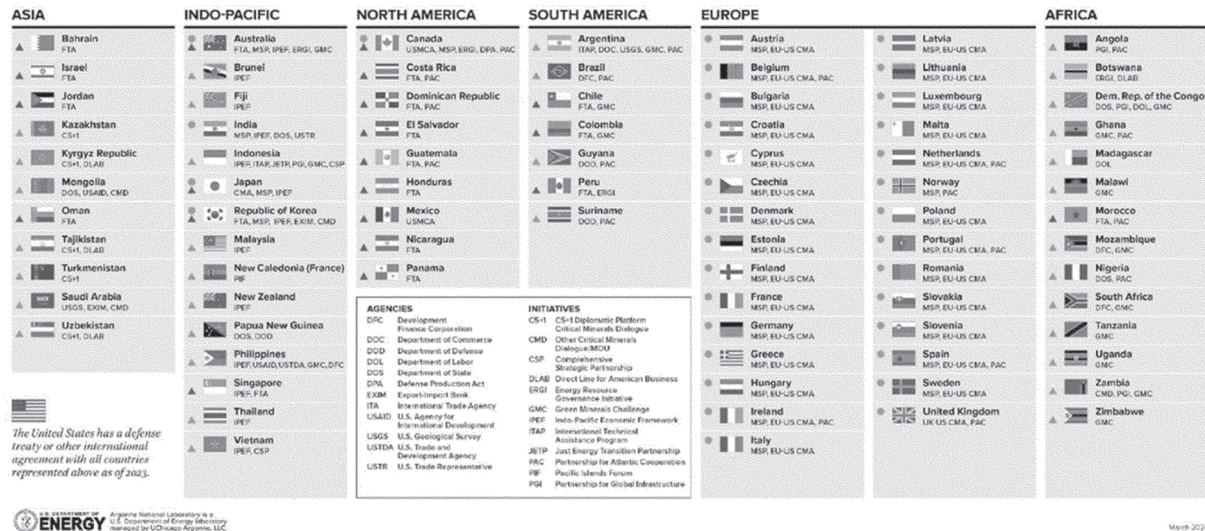 ASIA
Bahrain
FTA
Israel
FTA
Jordan
FTA
Kazakhstan
C5+1
Kyrgyz Republic
C5+1, DLAB
Mongolia
DOS, USAID, CMD
Oman
FTA
Tajikistan
C5+1, DLAB
Turkmenistan
C5+1
Saudi Arabia
USGS, EXIM, CMD
Uzbekistan
C5+1, DLAB
The United States has a defense
treaty or other international
agreement with all countries
represented above as of 2023.
INDO-PACIFIC
Australia
FTA, MSP, IPEF, ERGI, GMC
Brunei
IPEF
Fiji
IPEF
India
MSP, IPEF, DOS, USTR
Indonesia
IPEF, ITAP, JETP, PGI, GMC, CSP
Japan
CMA, MSP, IPEF
Republic of Korea
FTA, MSP, IPEF, EXIM, CMD
Malaysia
IPEF
New Caledonia (France)
PIF
New Zealand
IPEF
Papua New Guinea
DOS, DOD
Philippines
IPEF, USAID, USTDA, GMC, DFC
Singapore
IPEF, FTA
Thailand
IPEF
Vietnam
IPEF, CSP
NORTH AMERICA
Canada
USMCA, MSP, ERGI, DPA, PAC
Costa Rica
FTA, PAC
Dominican Republic
FTA, PAC
El Salvador
FTA
Guatemala
FTA, PAC
Honduras
FTA
Mexico
USMCA
Nicaragua
FTA
Panama
FTA
SOUTH AMERICA
Argentina
ITAP, DOC, USGS, GMC, PAC
Brazil
DFC, PAC
Chile
FTA, GMC
Colombia
FTA, GMC
Guyana
DOD, PAC
Peru
FTA, ERGI
Suriname
DOD, PAC
AGENCIES
DFC Development
Finance Corporation
DOC Department of Commerce
DOD Department of Defense
DOL Department of Labor
DOS Department of State
DPA Defense Production Act
EXIM Export-Import Bank
ITA International Trade Agency
USAID U.S. Agency for
International Development
USGS U.S. Geological Survey
USTDA U.S. Trade and
Development Agency
USTR U.S. Trade Representative
INITIATIVES
C5+1 C5+1 Diplomatic Platform
Critical Minerals Dialogue
CMD Other Critical Minerals
Dialogue/MOU
CSP Comprehensive
Strategic Partnership
DLAB Direct Line for American Business
ERGI Energy Resource
Governance Initiative
GMC Green Minerals Challenge
IPEF Indo-Pacific Economic Framework
ITAP International Technical
Assistance Program
JETP Just Energy Transition Partnership
PAC Partnership for Atlantic Cooperation
PIF Pacific Islands Forum
PGI Partnership for Global Infrastructure
EUROPE
Austria
MSP, EU-US CMA
Belgium
MSP, EU-US CMA, PAC
Bulgaria
MSP, EU-US CMA
Croatia
MSP, EU-US CMA
Cyprus
MSP, EU-US CMA
Czechia
MSP, EU-US CMA
Denmark
MSP, EU-US CMA
Estonia
MSP, EU-US CMA
Finland
MSP, EU-US CMA
France
MSP, EU-US CMA
Germany
MSP, EU-US CMA
Greece
MSP, EU-US CMA
Hungary
MSP, EU-US CMA
Ireland
MSP, EU-US CMA, PAC
Italy
MSP, EU-US CMA
Latvia
MSP, EU-US CMA
Lithuania
MSP, EU-US CMA
Luxembourg
MSP, EU-US CMA
Malta
MSP, EU-US CMA
Netherlands
MSP, EU-US CMA, PAC
Norway
MSP, PAC
Poland
MSP, EU-US CMA
Portugal
MSP, EU-US CMA, PAC
Romania
MSP, EU-US CMA
Slovakia
MSP, EU-US CMA
Slovenia
MSP, EU-US CMA
Spain
MSP, EU-US CMA, PAC
Sweden
MSP, EU-US CMA
United Kingdom
UK-US CMA, PAC
AFRICA
Angola
PGI, PAC
Botswana
ERGI, DLAB
Dem. Rep. of the Congo
DOS, PGI, DOL, GMC
Ghana
GMC, PAC
Madagascar
DOL
Malawi
GMC
Morocco
FTA, PAC
Mozambique
DFC, GMC
Nigeria
DOS, PAC
South Africa
DFC, GMC
Tanzania
GMC
Uganda
GMC
Zambia
CMD, PGI, GMC
Zimbabwe
GMC
U.S. DEPARTMENT OF
ENERGY
Argonne National Laboratory is a
U.S. Department of Energy laboratory
managed by UChicago Argonne, LLC.
March